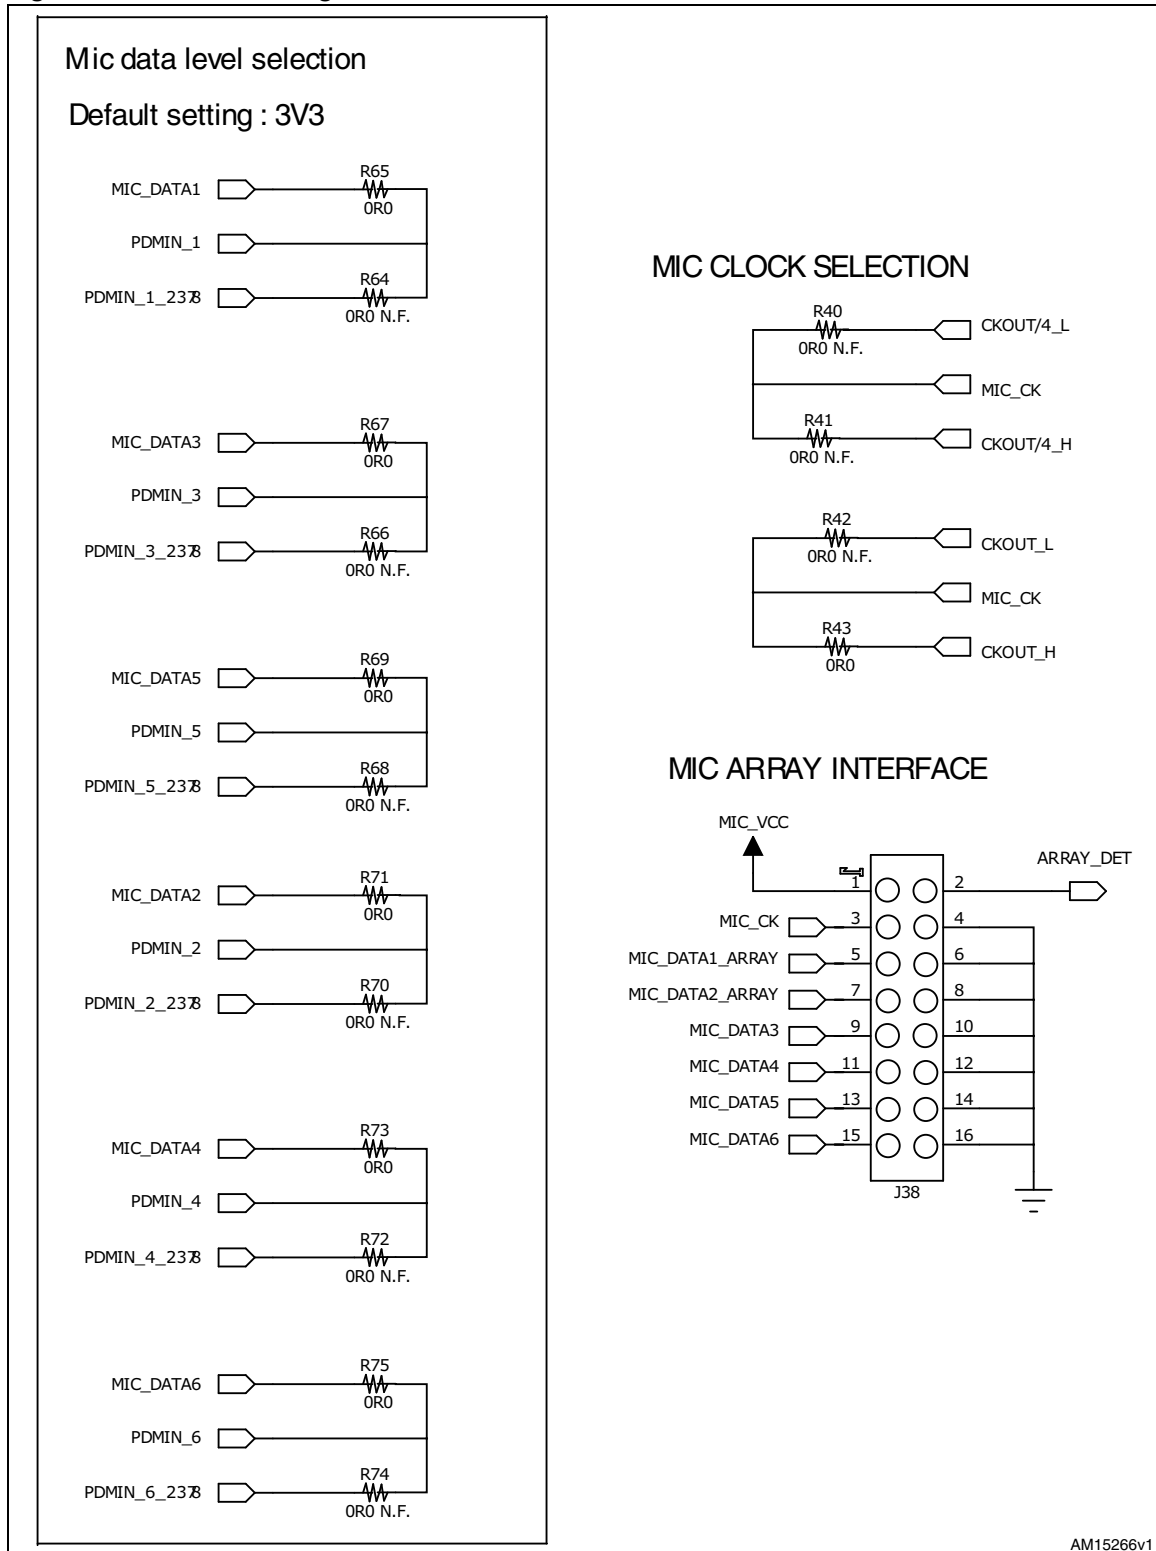 Mic data level selection
Default setting : 3V3
R65
MIC_DATA1
0R0
PDMIN_1
R64
PDMIN_1_2378
0R0 N.F.
R67
MIC_DATA3
0R0
PDMIN_3
R66
PDMIN_3_2378
0R0 N.F.
R69
MIC_DATA5
0R0
PDMIN_5
R68
PDMIN_5_2378
0R0 N.F.
R71
MIC_DATA2
0R0
PDMIN_2
R70
PDMIN_2_2378
0R0 N.F.
R73
MIC_DATA4
0R0
PDMIN_4
R72
PDMIN_4_2378
0R0 N.F.
R75
MIC_DATA6
0R0
PDMIN_6
R74
PDMIN_6_2378
0R0 N.F.
MIC CLOCK SELECTION
R40
CKOUT/4_L
0R0 N.F.
MIC_CK
R41
CKOUT/4_H
0R0 N.F.
R42
CKOUT_L
0R0 N.F.
MIC_CK
R43
CKOUT_H
0R0
MIC ARRAY INTERFACE
MIC_VCC
ARRAY_DET
1 2
MIC_CK 3 4
MIC_DATA1_ARRAY 5 6
MIC_DATA2_ARRAY 7 8
MIC_DATA3 9 10
MIC_DATA4 11 12
MIC_DATA5 13 14
MIC_DATA6 15 16
J38
AM15266v1